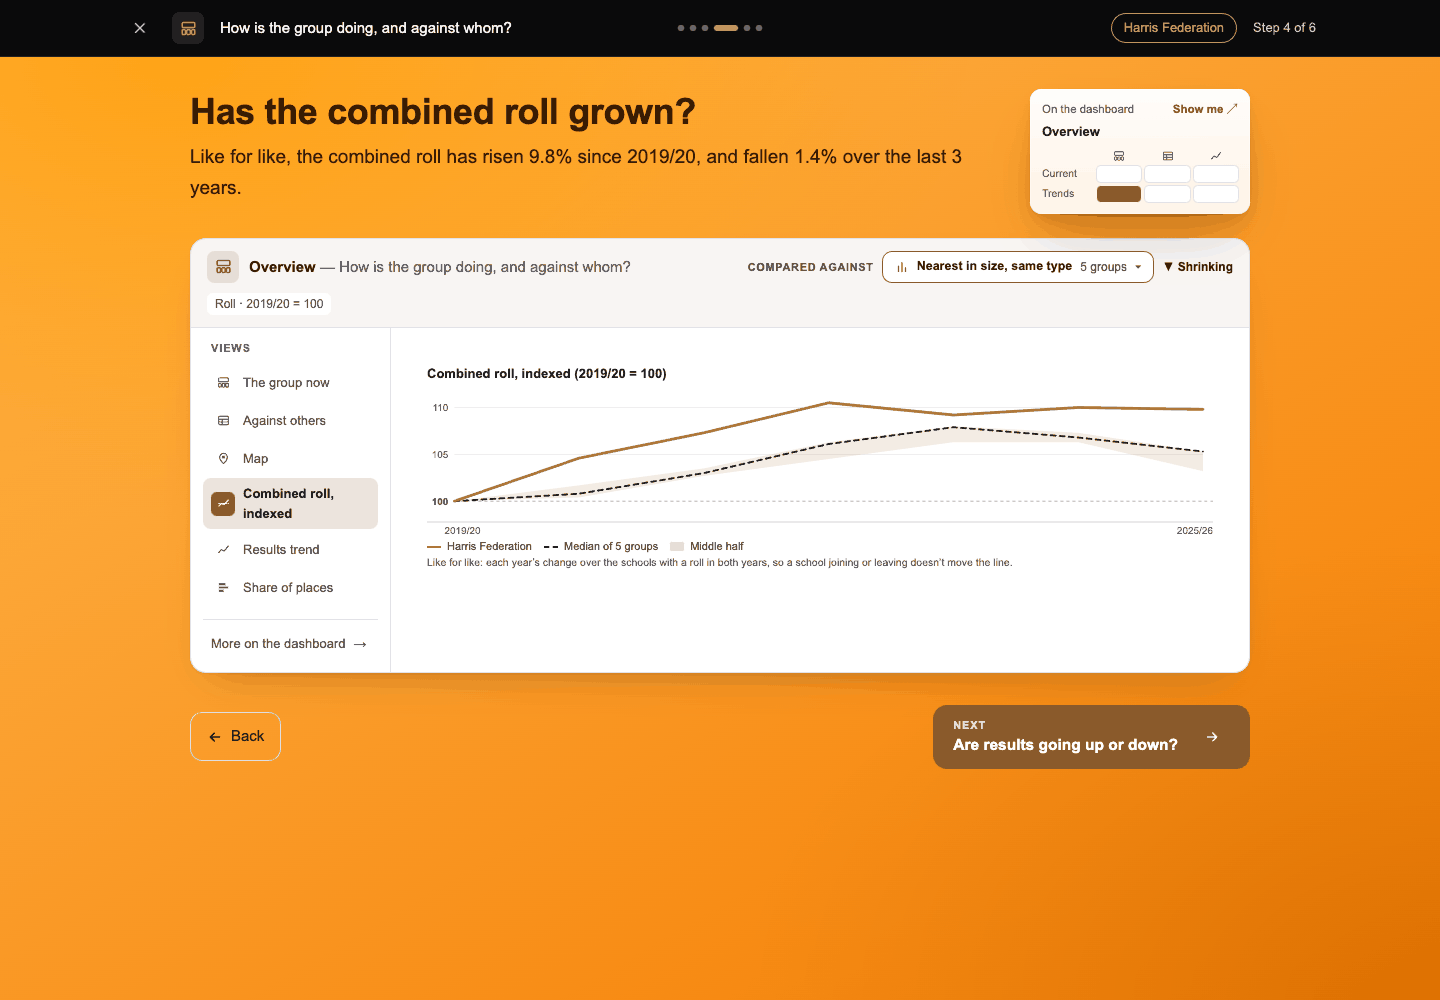 How is the group doing, and against whom?
Harris Federation
Step 4 of 6
Has the combined roll grown?
Like for like, the combined roll has risen 9.8% since 2019/20, and fallen 1.4% over the last 3
years.
On the dashboard
Show me
Overview
Current
Trends
Overview — How is the group doing, and against whom?
COMPARED AGAINST
Nearest in size, same type 5 groups
▼ Shrinking
Roll · 2019/20 = 100
VIEWS
The group now
Against others
Map
Combined roll,
indexed
Results trend
Share of places
More on the dashboard →
Combined roll, indexed (2019/20 = 100)
110
105
100
2019/20
2025/26
Harris Federation
Median of 5 groups
Middle half
Like for like: each year's change over the schools with a roll in both years, so a school joining or leaving doesn't move the line.
← Back
NEXT
Are results going up or down? →